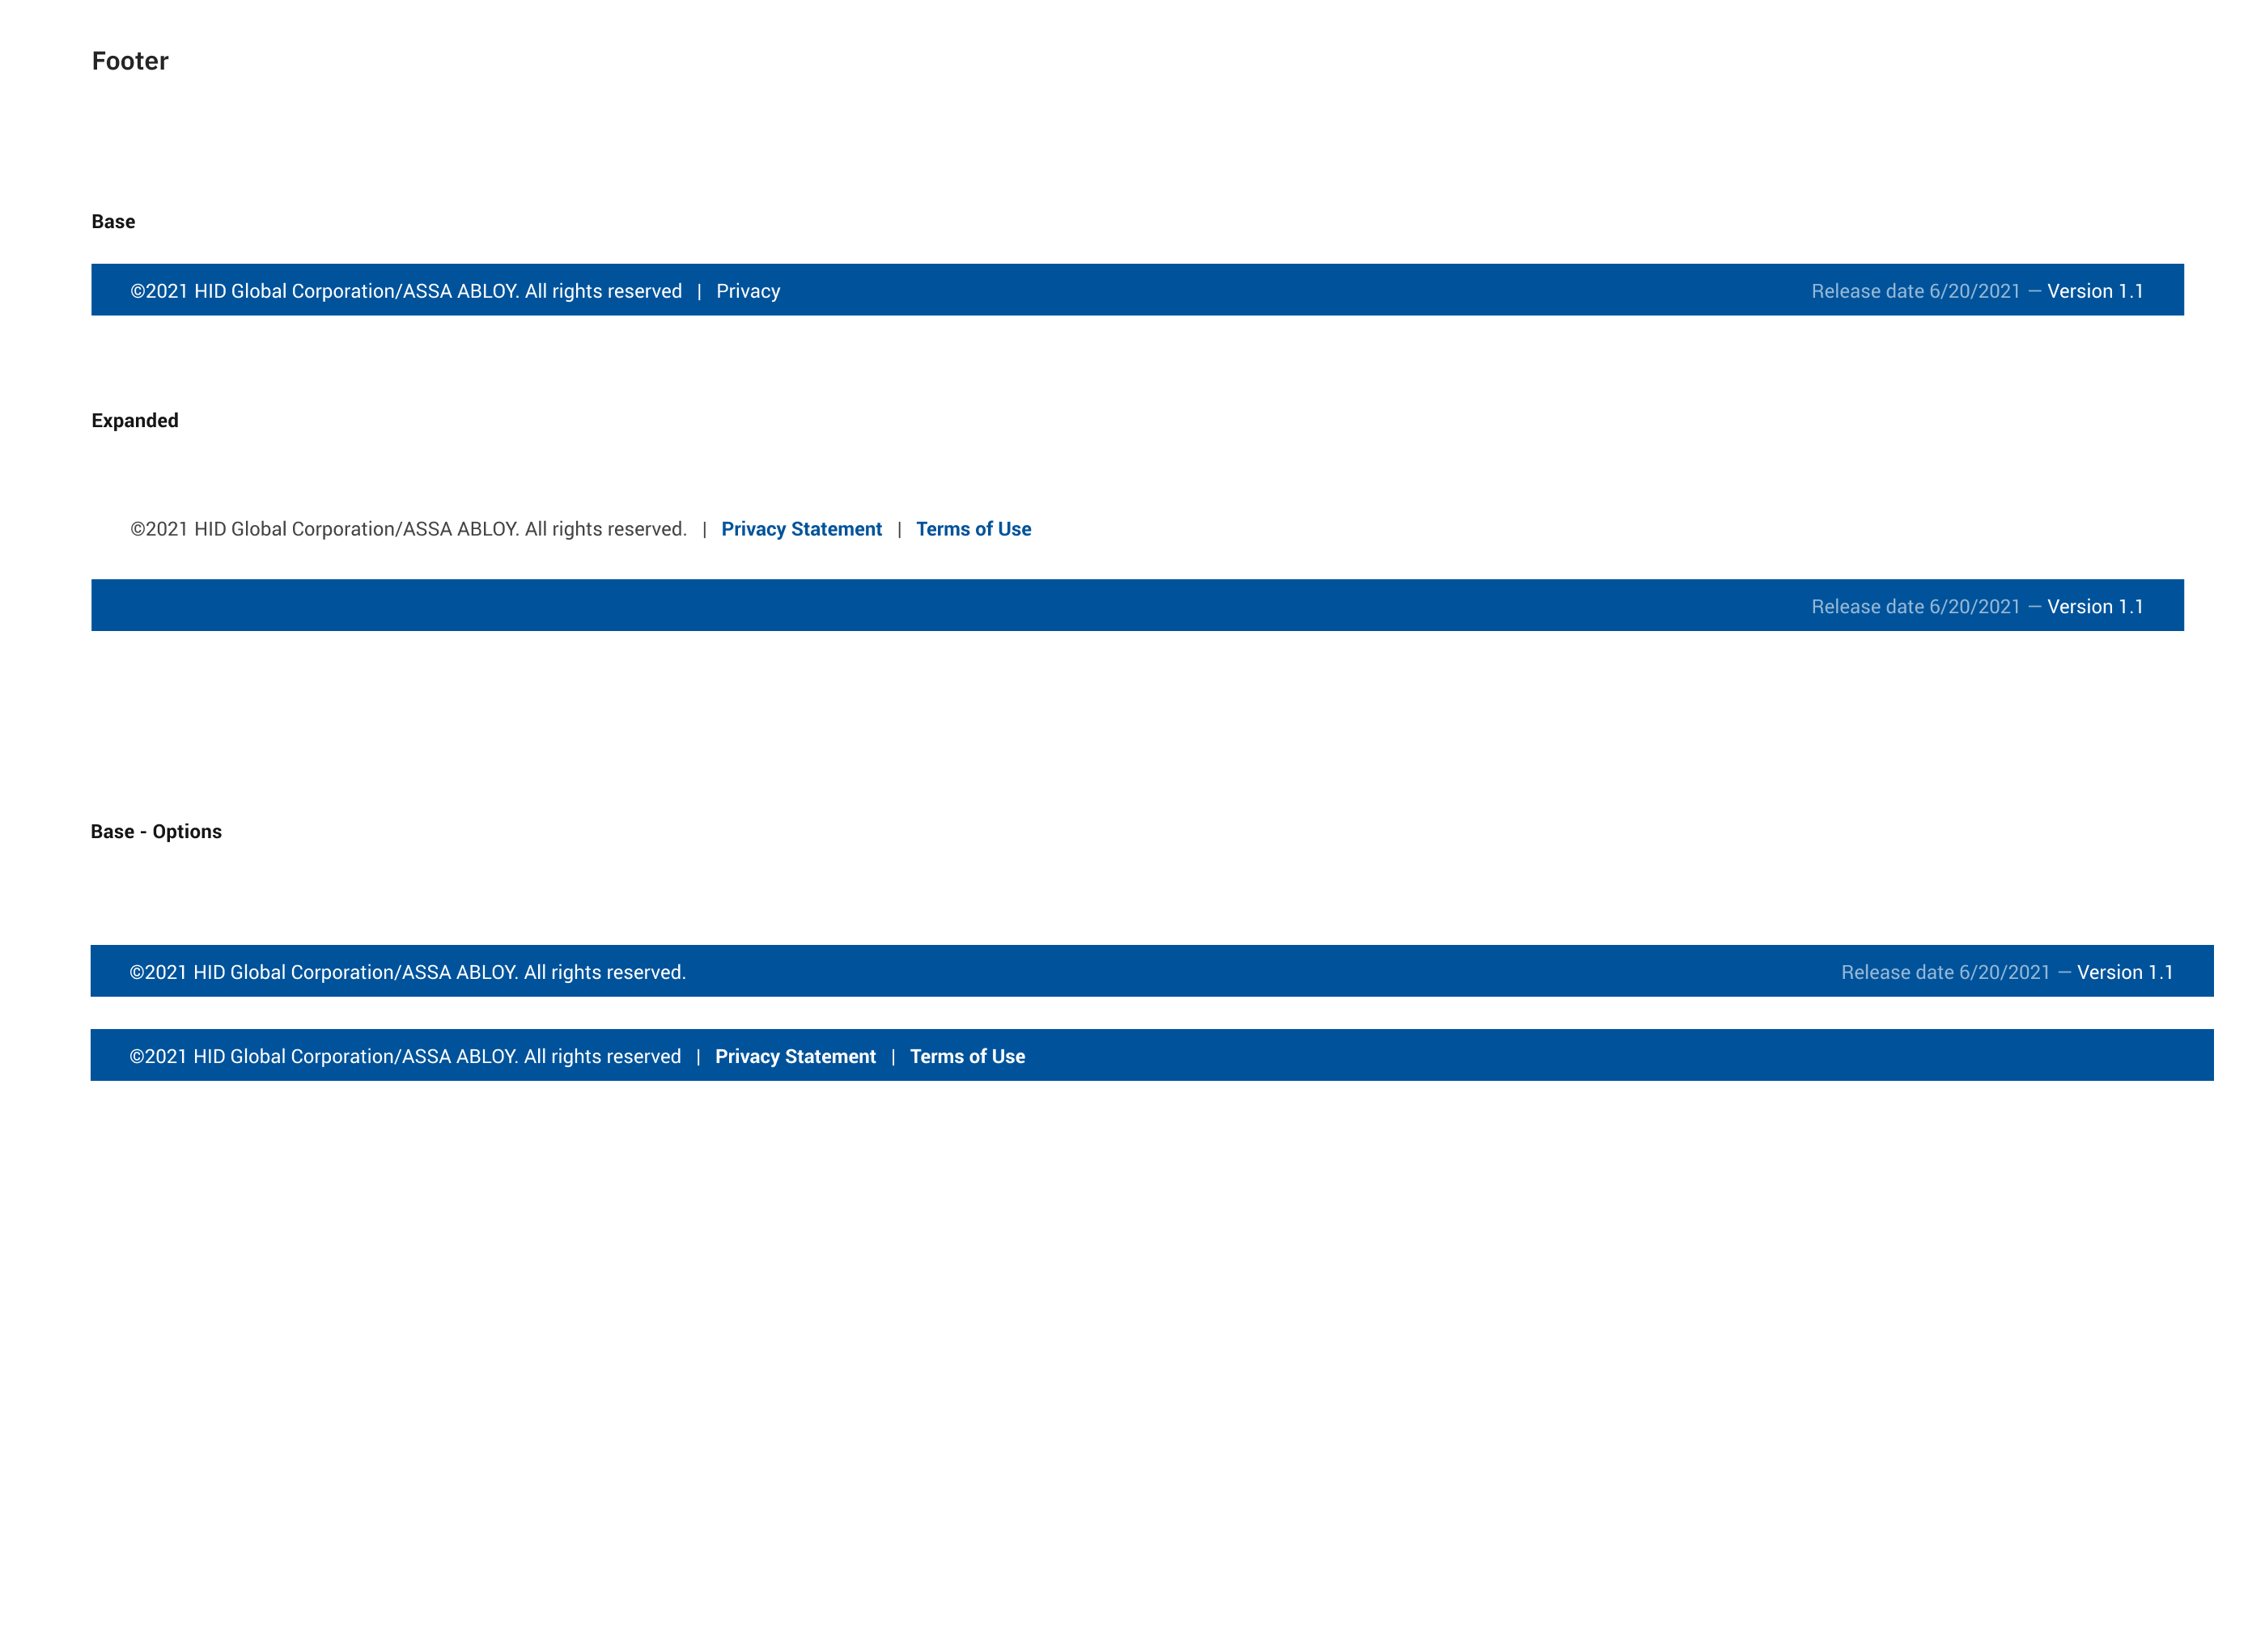 Footer
Base
©2021 HID Global Corporation/ASSA ABLOY. All rights reserved | Privacy Release date 6/20/2021 — Version 1.1
Expanded
©2021 HID Global Corporation/ASSA ABLOY. All rights reserved. | Privacy Statement | Terms of Use
Release date 6/20/2021 — Version 1.1
Base - Options
©2021 HID Global Corporation/ASSA ABLOY. All rights reserved. Release date 6/20/2021 — Version 1.1
©2021 HID Global Corporation/ASSA ABLOY. All rights reserved | Privacy Statement | Terms of Use